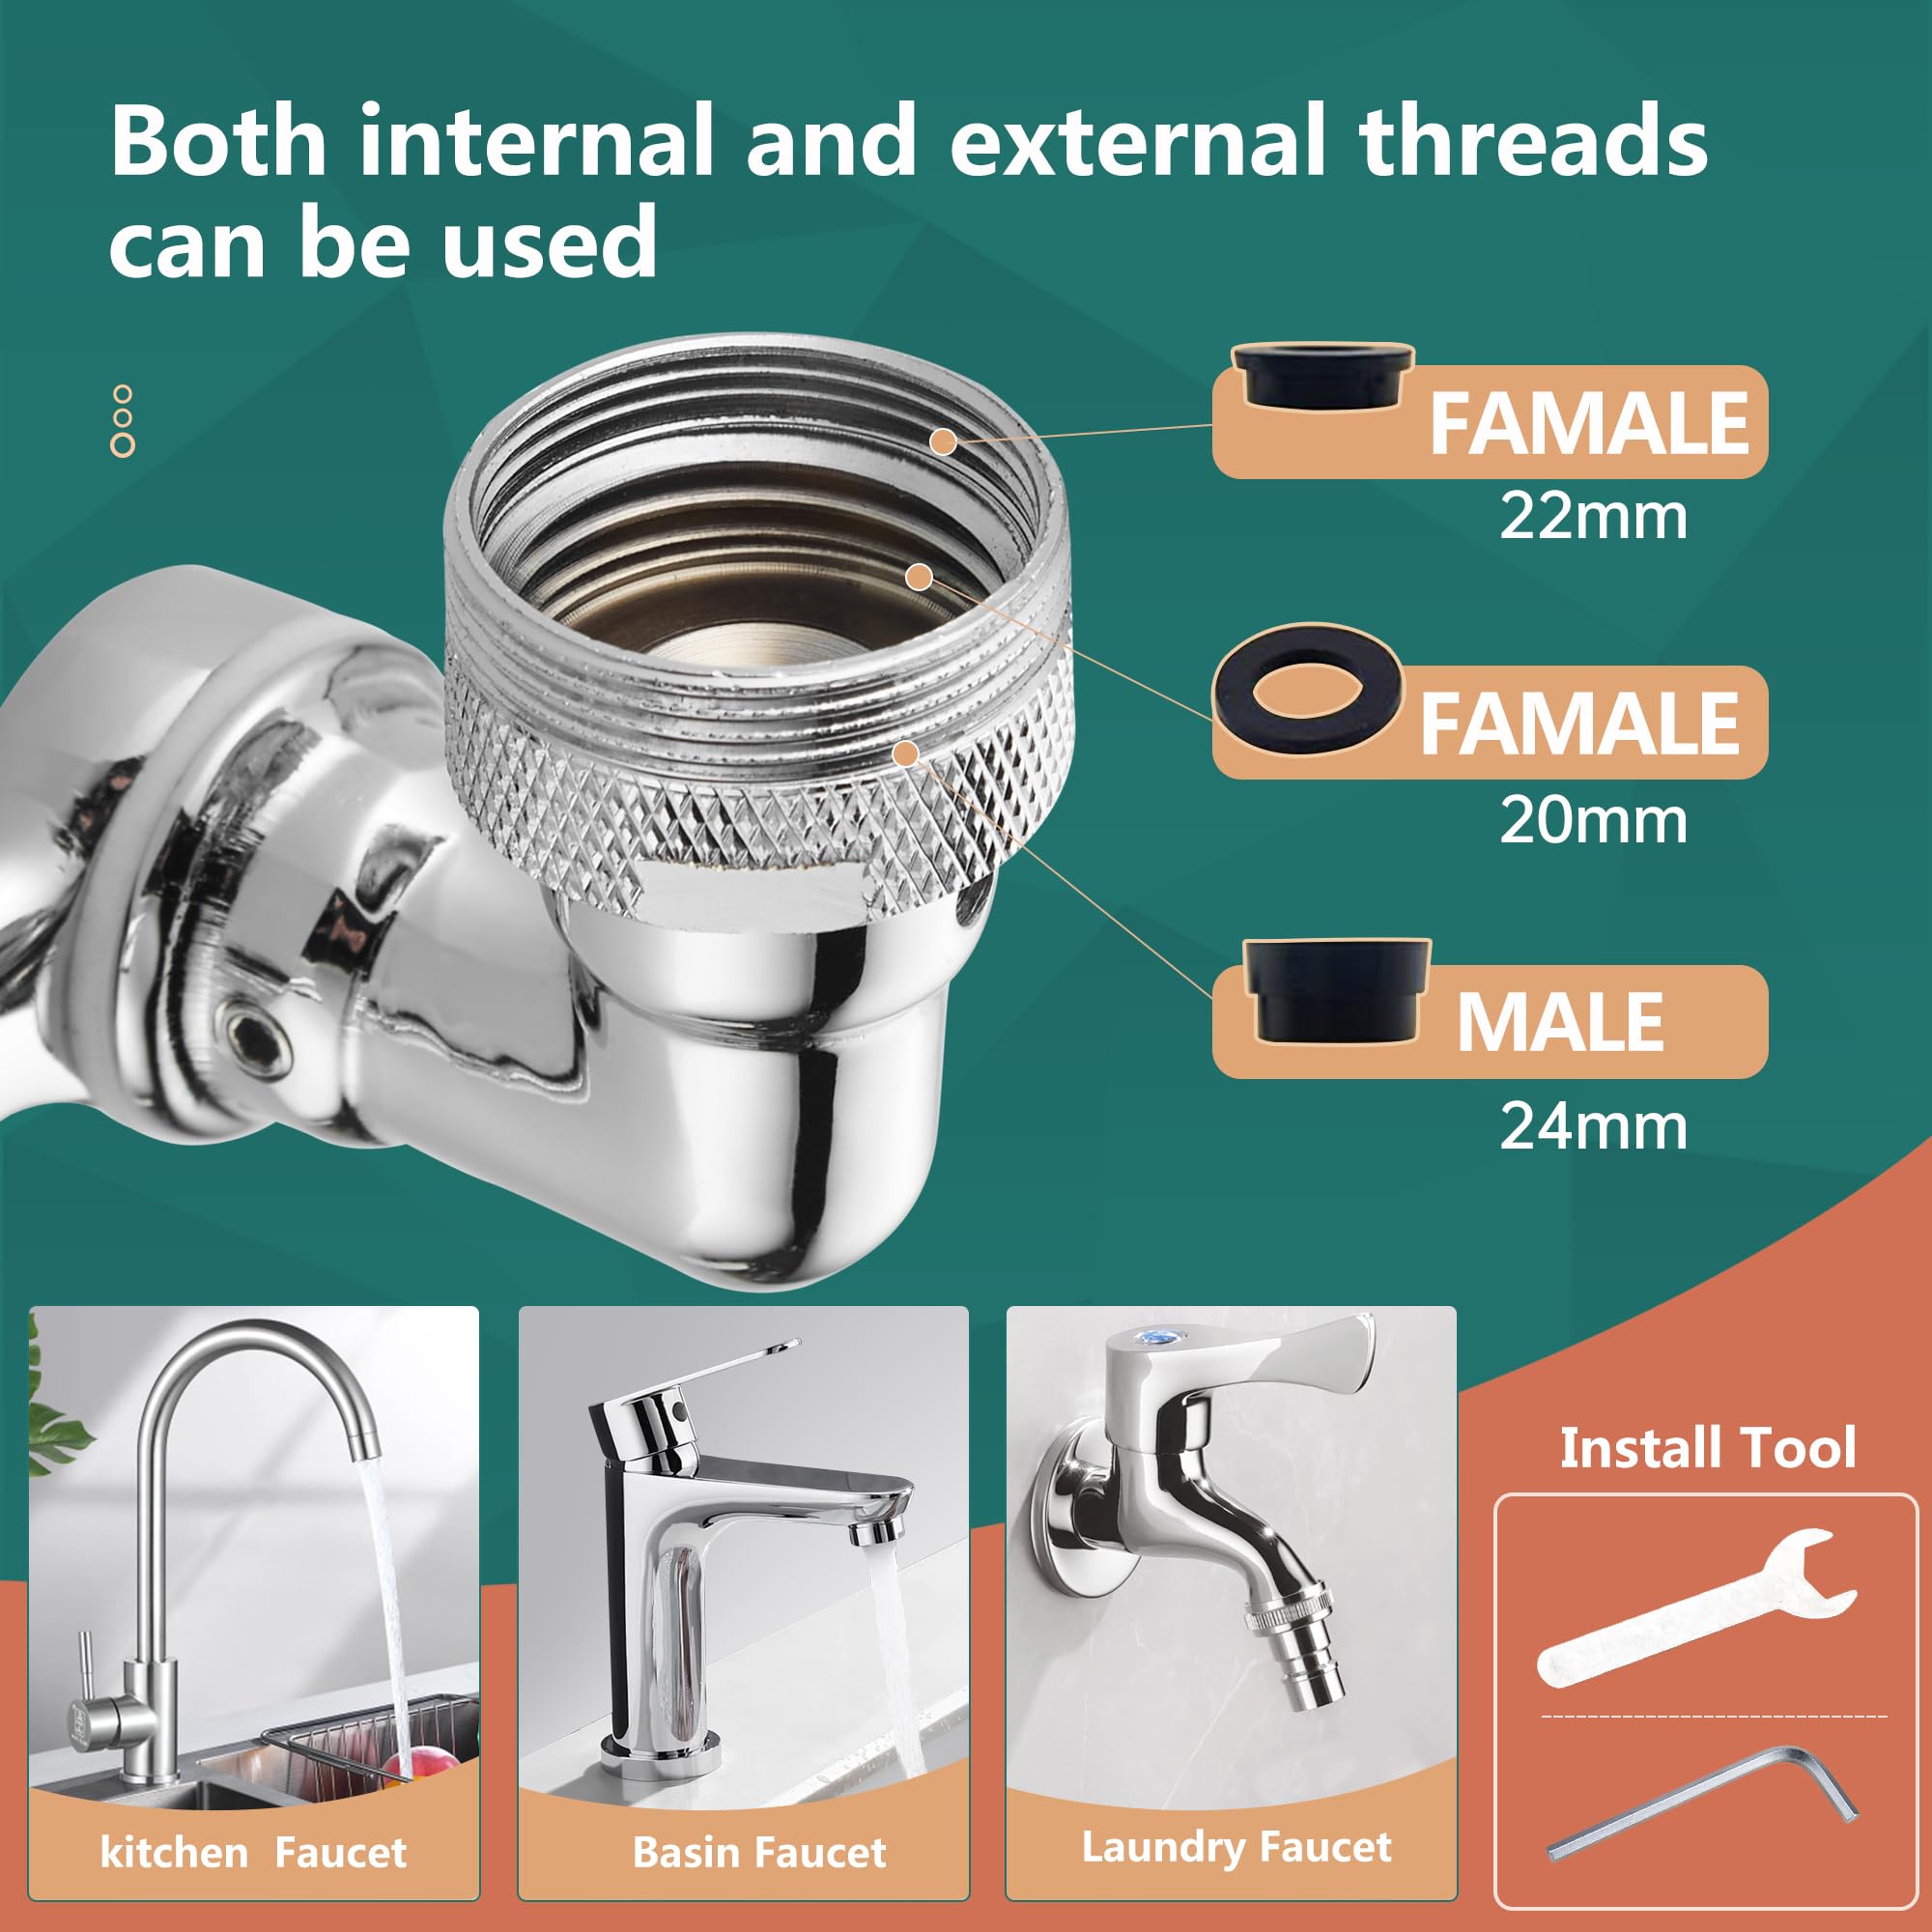 Both internal and external threads
can be used
FAMALE
22mm
FAMALE
20mm
MALE
24mm
Install Tool
kitchen Faucet
Basin Faucet
Laundry Faucet